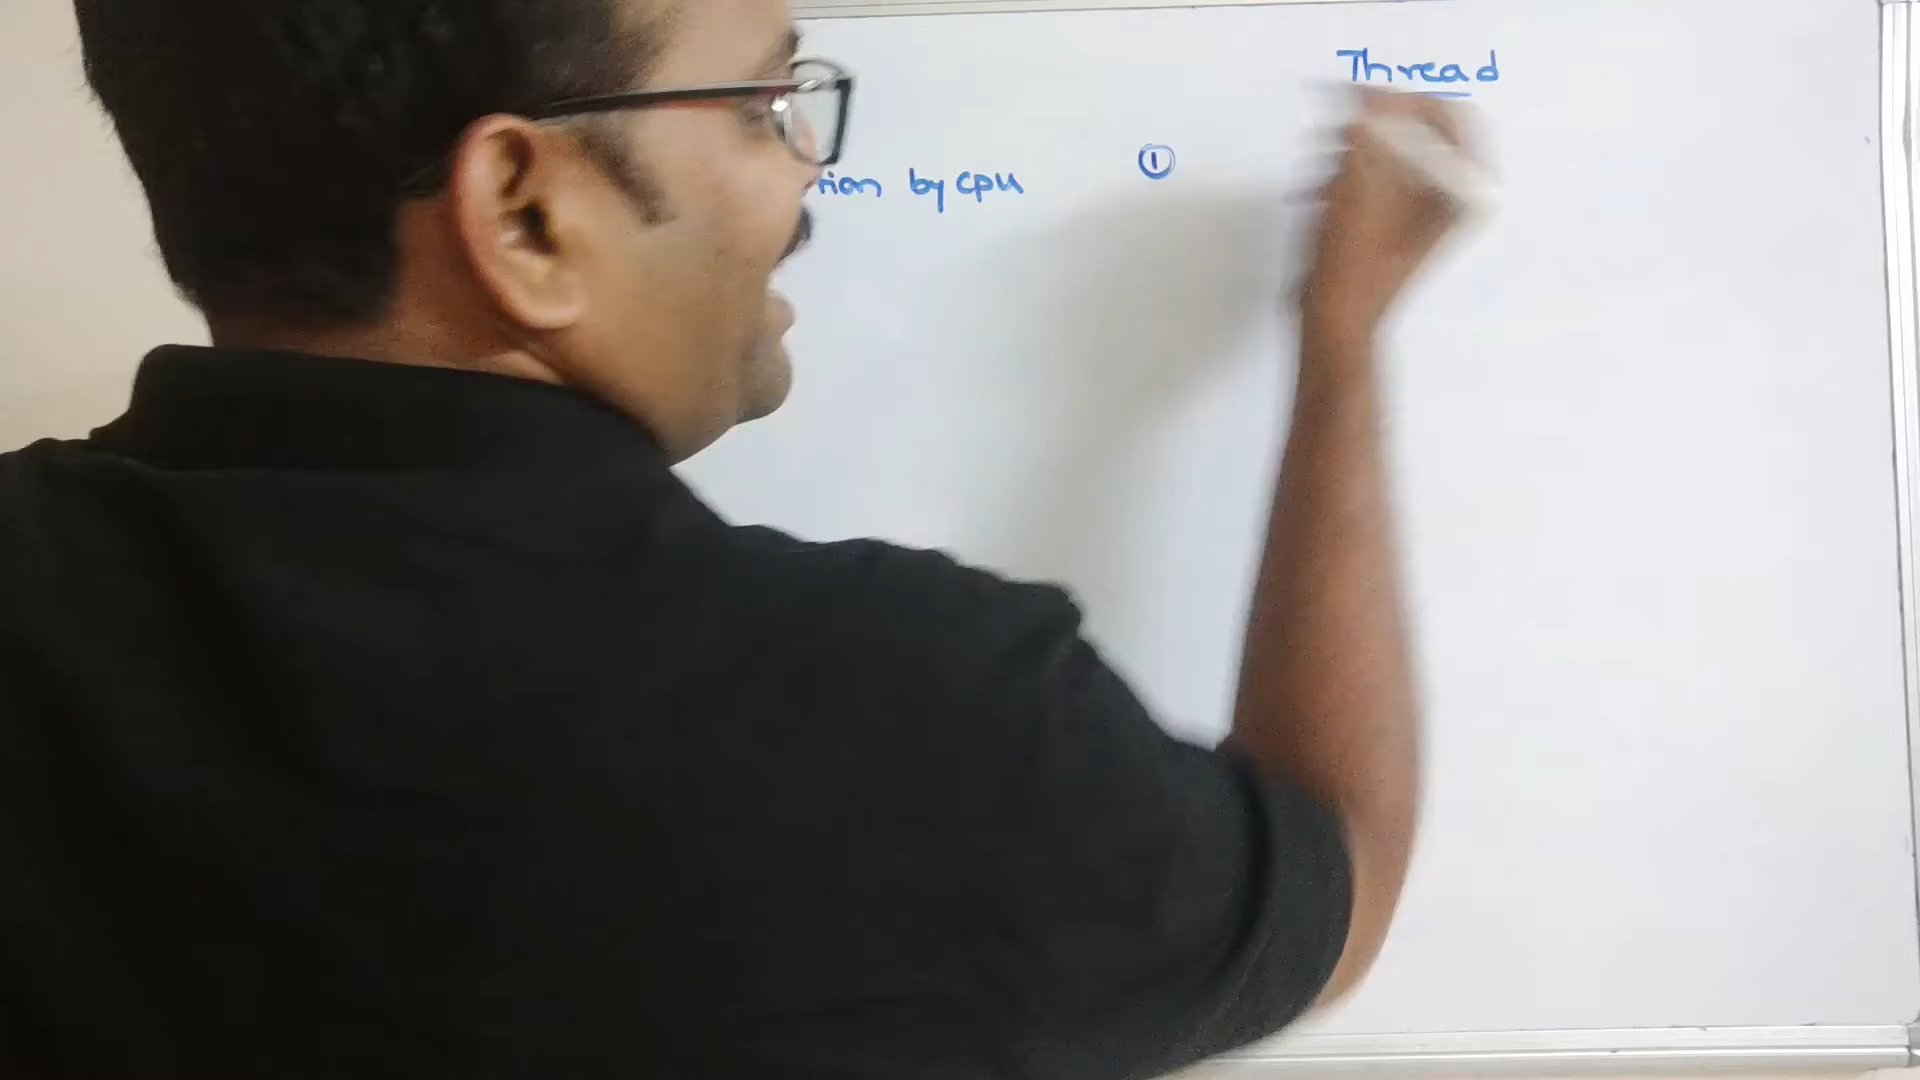 Thread
by cpu
①